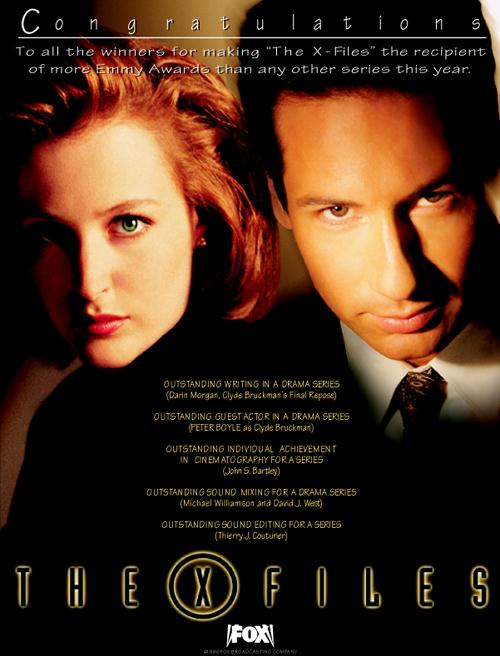 Congratulations
To all the winners for making "The X-Files" the recipient
of more Emmy Awards than any other series this year.
OUTSTANDING WRITING IN A DRAMA SERIES
(Darin Morgan, Clyde Bruckman's Final Repose)
OUTSTANDING GUEST ACTOR IN A DRAMA SERIES
(PETER BOYLE as Clyde Bruckman)
OUTSTANDING INDIVIDUAL ACHIEVEMENT
IN CINEMATOGRAPHY FOR A SERIES
(John S. Bartley)
OUTSTANDING SOUND MIXING FOR A DRAMA SERIES
(Michael Williamson and David J. West)
OUTSTANDING SOUND EDITING FOR A SERIES
(Thierry J. Couturier)
THE X FILES
FOX
FOX BROADCASTING COMPANY